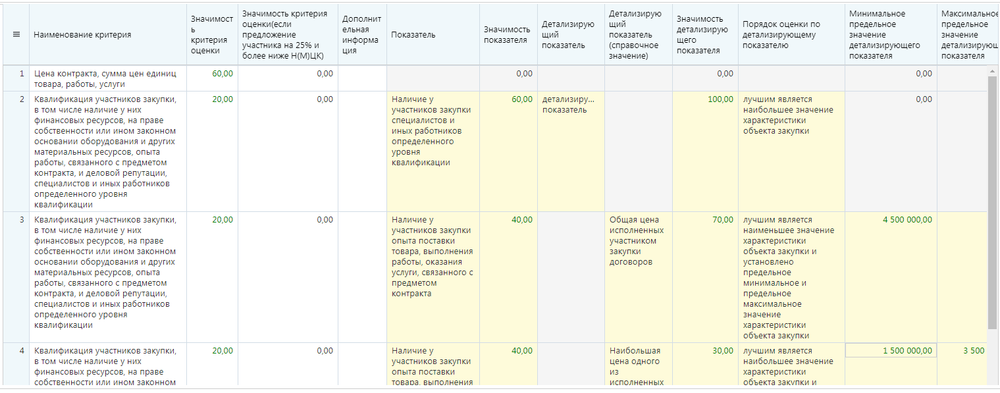 Наименование критерия
Значимост
ь
критерия
оценки
Значимость критерия
оценки(если
предложение
участника на 25% и
более ниже Н(М)ЦК)
Дополнит
ельная
информа
ция
Показатель
Значимость
показателя
Детализирую
щий
показатель
Детализирую
щий
показатель
(справочное
значение)
Значимость
детализирую
щего
показателя
Порядок оценки по
детализирующему
показателю
Минимальное
предельное
значение
детализирующего
показателя
Максимальное
предельное
значение
детализирующ
показателя
1
Цена контракта, сумма цен единиц
товара, работы, услуги
60,00
0,00
0,00
0,00
0,00
2
Квалификация участников закупки,
в том числе наличие у них
финансовых ресурсов, на праве
собственности или ином законном
основании оборудования и других
материальных ресурсов, опыта
работы, связанного с предметом
контракта, и деловой репутации,
специалистов и иных работников
определенного уровня
квалификации
20,00
0,00
Наличие у
участников закупки
специалистов и
иных работников
определенного
уровня
квалификации
60,00
детализиру...
показатель
100,00
лучшим является
наибольшее значение
характеристики
объекта закупки
0,00
3
Квалификация участников закупки,
в том числе наличие у них
финансовых ресурсов, на праве
собственности или ином законном
основании оборудования и других
материальных ресурсов, опыта
работы, связанного с предметом
контракта, и деловой репутации,
специалистов и иных работников
определенного уровня
квалификации
20,00
0,00
Наличие у
участников закупки
опыта поставки
товара, выполнения
работы, оказания
услуги, связанного с
предметом
контракта
40,00
Общая цена
исполненных
участником
закупки
договоров
70,00
лучшим является
наименьшее значение
характеристики
объекта закупки и
установлено
предельное
минимальное и
предельное
максимальное
значение
характеристики
объекта закупки
4 500 000,00
4
Квалификация участников закупки,
в том числе наличие у них
финансовых ресурсов, на праве
собственности или ином законном
20,00
0,00
Наличие у
участников закупки
опыта поставки
товара, выполнения
40,00
Наибольшая
цена одного
из
исполненных
30,00
лучшим является
наибольшее значение
характеристики
объекта закупки и
1 500 000,00
3 500